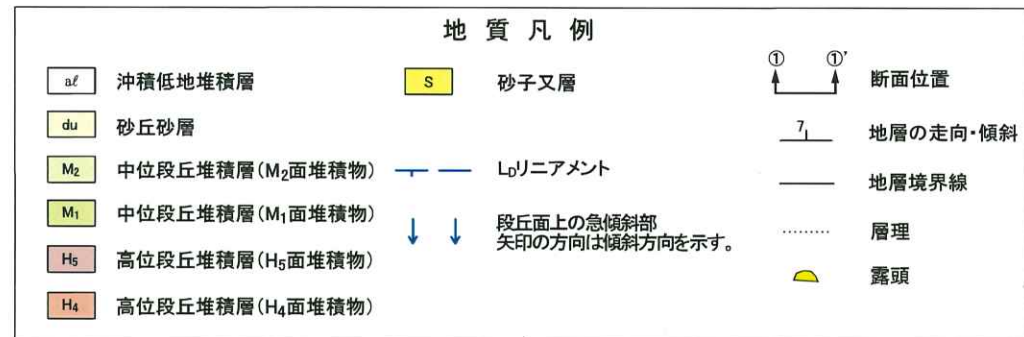 地質凡例
aℓ 沖積低地堆積層
du 砂丘砂層
M₂ 中位段丘堆積層(M₂面堆積物)
M₁ 中位段丘堆積層(M₁面堆積物)
H₅ 高位段丘堆積層(H₅面堆積物)
H₄ 高位段丘堆積層(H₄面堆積物)
S 砂子又層
L_Dリニアメント
段丘面上の急傾斜部
矢印の方向は傾斜方向を示す。
① ①’ 断面位置
7 地層の走向・傾斜
地層境界線
層理
露頭